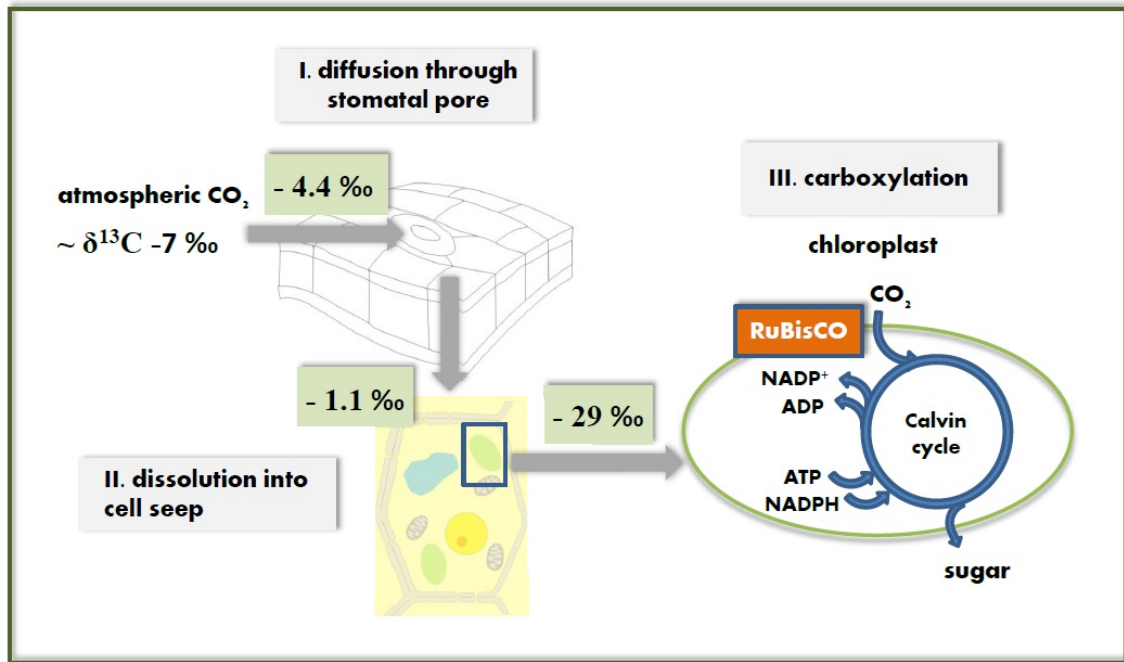 I. diffusion through
stomatal pore
atmospheric CO₂
- 4.4 ‰
~ δ¹³C -7 ‰
- 1.1 ‰
II. dissolution into
cell seep
- 29 ‰
III. carboxylation
chloroplast
CO₂
RuBisCO
NADP⁺
ADP
Calvin
cycle
ATP
NADPH
sugar